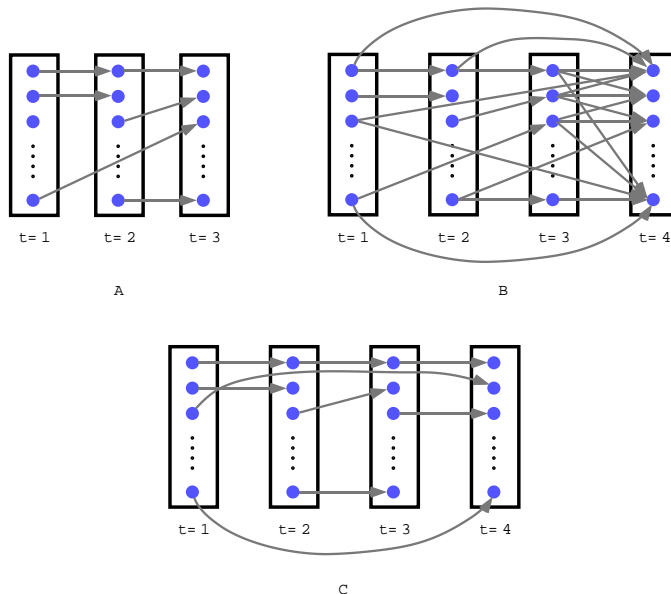 t= 1 t= 2 t= 3 t= 1 t= 2 t= 3 t= 4
A B
t= 1 t= 2 t= 3 t= 4
C